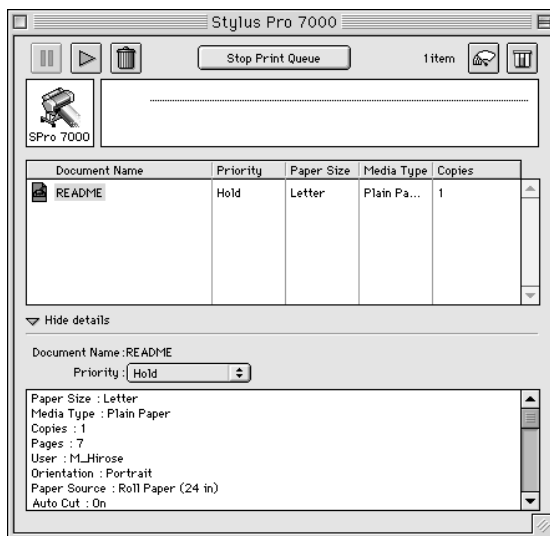 Stylus Pro 7000
Stop Print Queue
1 item
SPro 7000
Document Name Priority Paper Size Media Type Copies
README Hold Letter Plain Pa... 1
Hide details
Document Name : README
Priority : Hold
Paper Size : Letter
Media Type : Plain Paper
Copies : 1
Pages : 7
User : M_Hirose
Orientation : Portrait
Paper Source : Roll Paper (24 in)
Auto Cut : On